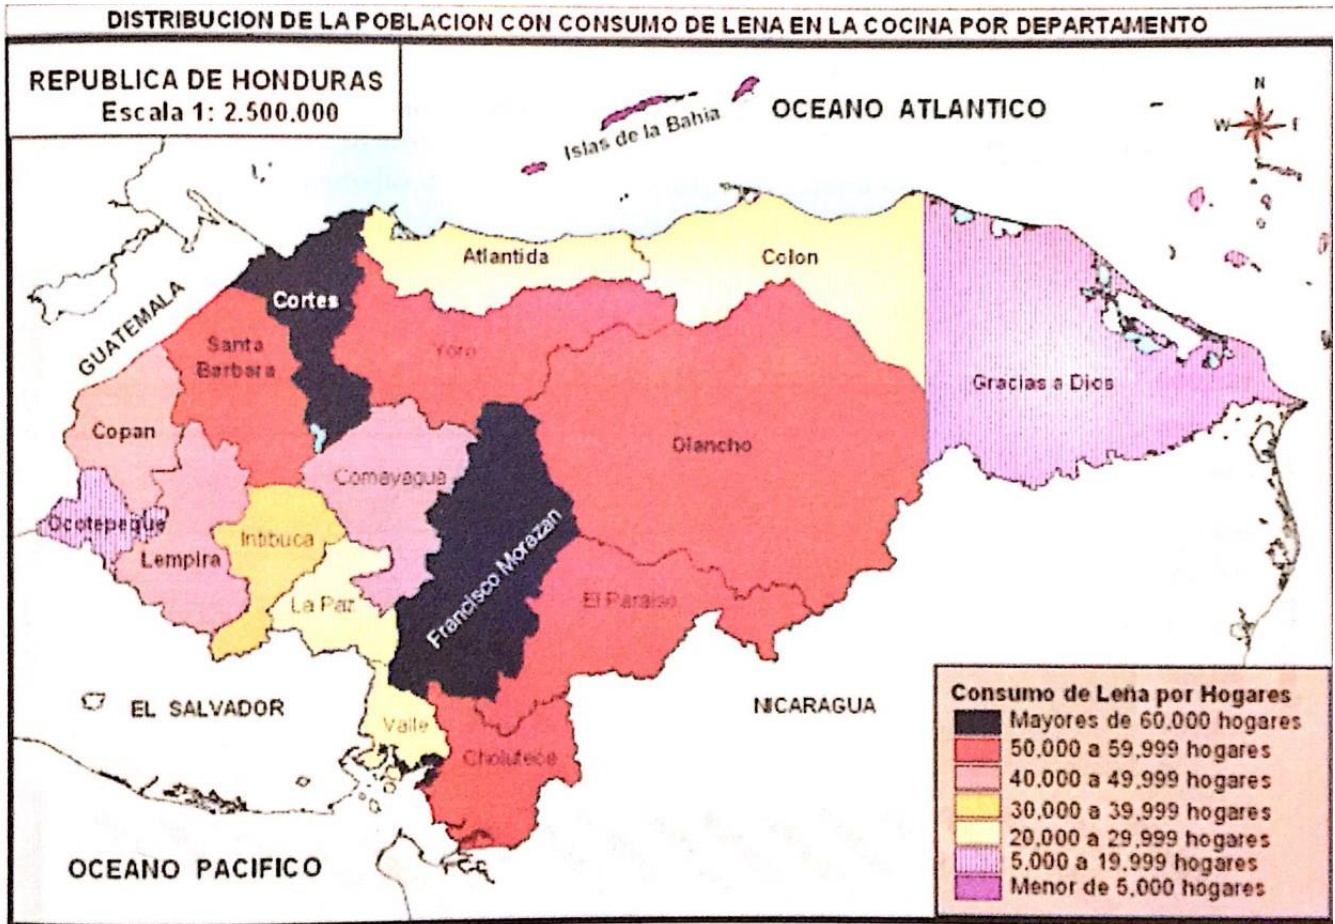 DISTRIBUCION DE LA POBLACION CON CONSUMO DE LENA EN LA COCINA POR DEPARTAMENTO
REPUBLICA DE HONDURAS
Escala 1: 2.500.000
OCEANO ATLANTICO
Islas de la Bahia
N
W E
GUATEMALA
Atlantida
Colon
Cortes
Santa
Barbara
Yoro
Gracias a Dios
Copan
Olancho
Comayagua
Ocotepeque
Intibuca
Lempira
Francisco Morazan
La Paz
El Paraiso
EL SALVADOR
NICARAGUA
Valle
Choluteca
OCEANO PACIFICO
Consumo de Leña por Hogares
Mayores de 60.000 hogares
50,000 a 59,999 hogares
40,000 a 49,999 hogares
30,000 a 39,999 hogares
20,000 a 29,999 hogares
5.000 a 19.999 hogares
Menor de 5,000 hogares